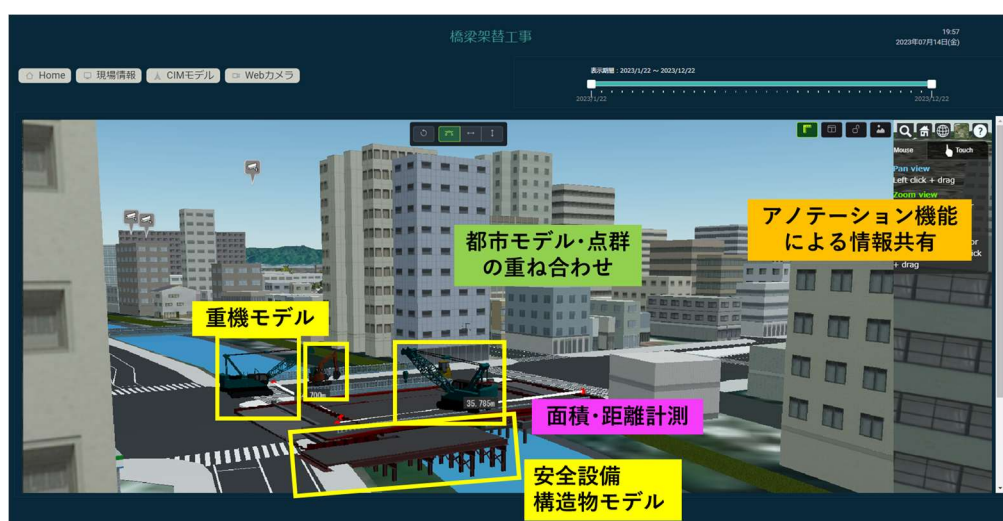 橋梁架替工事
19:57
2023年07月14日(金)
Home
現場情報
CIMモデル
Webカメラ
表示期間 : 2023/1/22 ～ 2023/12/22
2023/1/22
2023/12/22
Mouse
Touch
Pan view
Left click + drag
Zoom view
アノテーション機能
による情報共有
+ drag
都市モデル・点群
の重ね合わせ
重機モデル
700m
35.785m
面積・距離計測
安全設備
構造物モデル